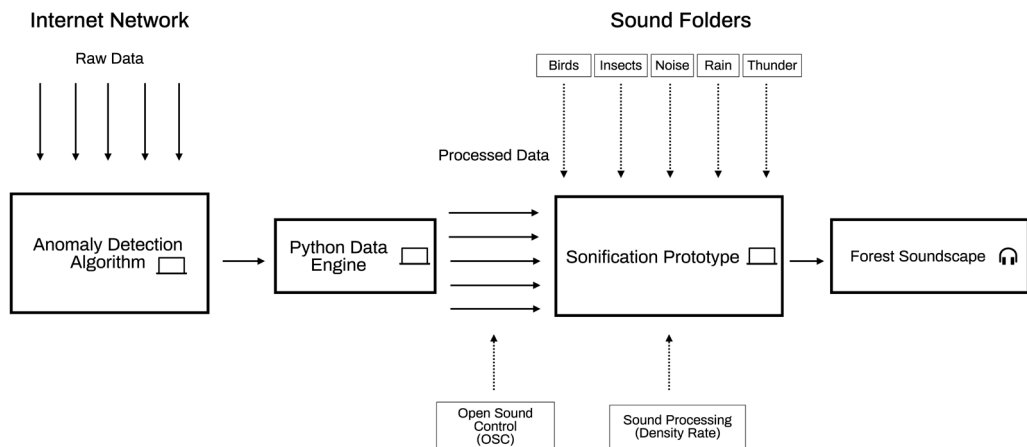 Internet Network
Sound Folders
Raw Data
Birds
Insects
Noise
Rain
Thunder
Processed Data
Anomaly Detection
Algorithm
Python Data
Engine
Sonification Prototype
Forest Soundscape
Open Sound
Control
(OSC)
Sound Processing
(Density Rate)